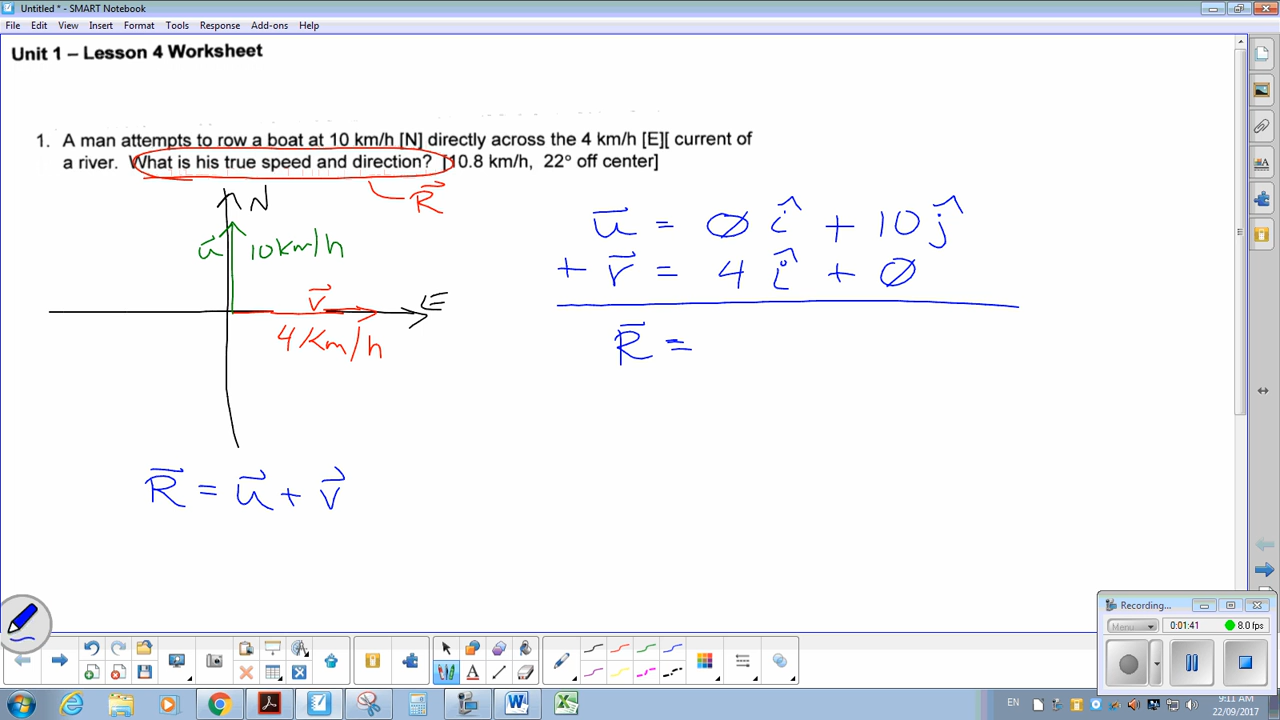 Untitled * - SMART Notebook
File Edit View Insert Format Tools Response Add-ons Help
Unit 1 – Lesson 4 Worksheet
1. A man attempts to row a boat at 10 km/h [N] directly across the 4 km/h [E][ current of
a river. What is his true speed and direction? [10.8 km/h, 22° off center]
R⃗
N
u⃗ 10km/h
v⃗ E
4 km/h
u⃗ = 0 î + 10 ĵ
+ v⃗ = 4 î + 0
R⃗ =
R⃗ = u⃗ + v⃗
Recording...
Menu 0:01:41 8.0 fps
EN 9:11 AM
22/09/2017